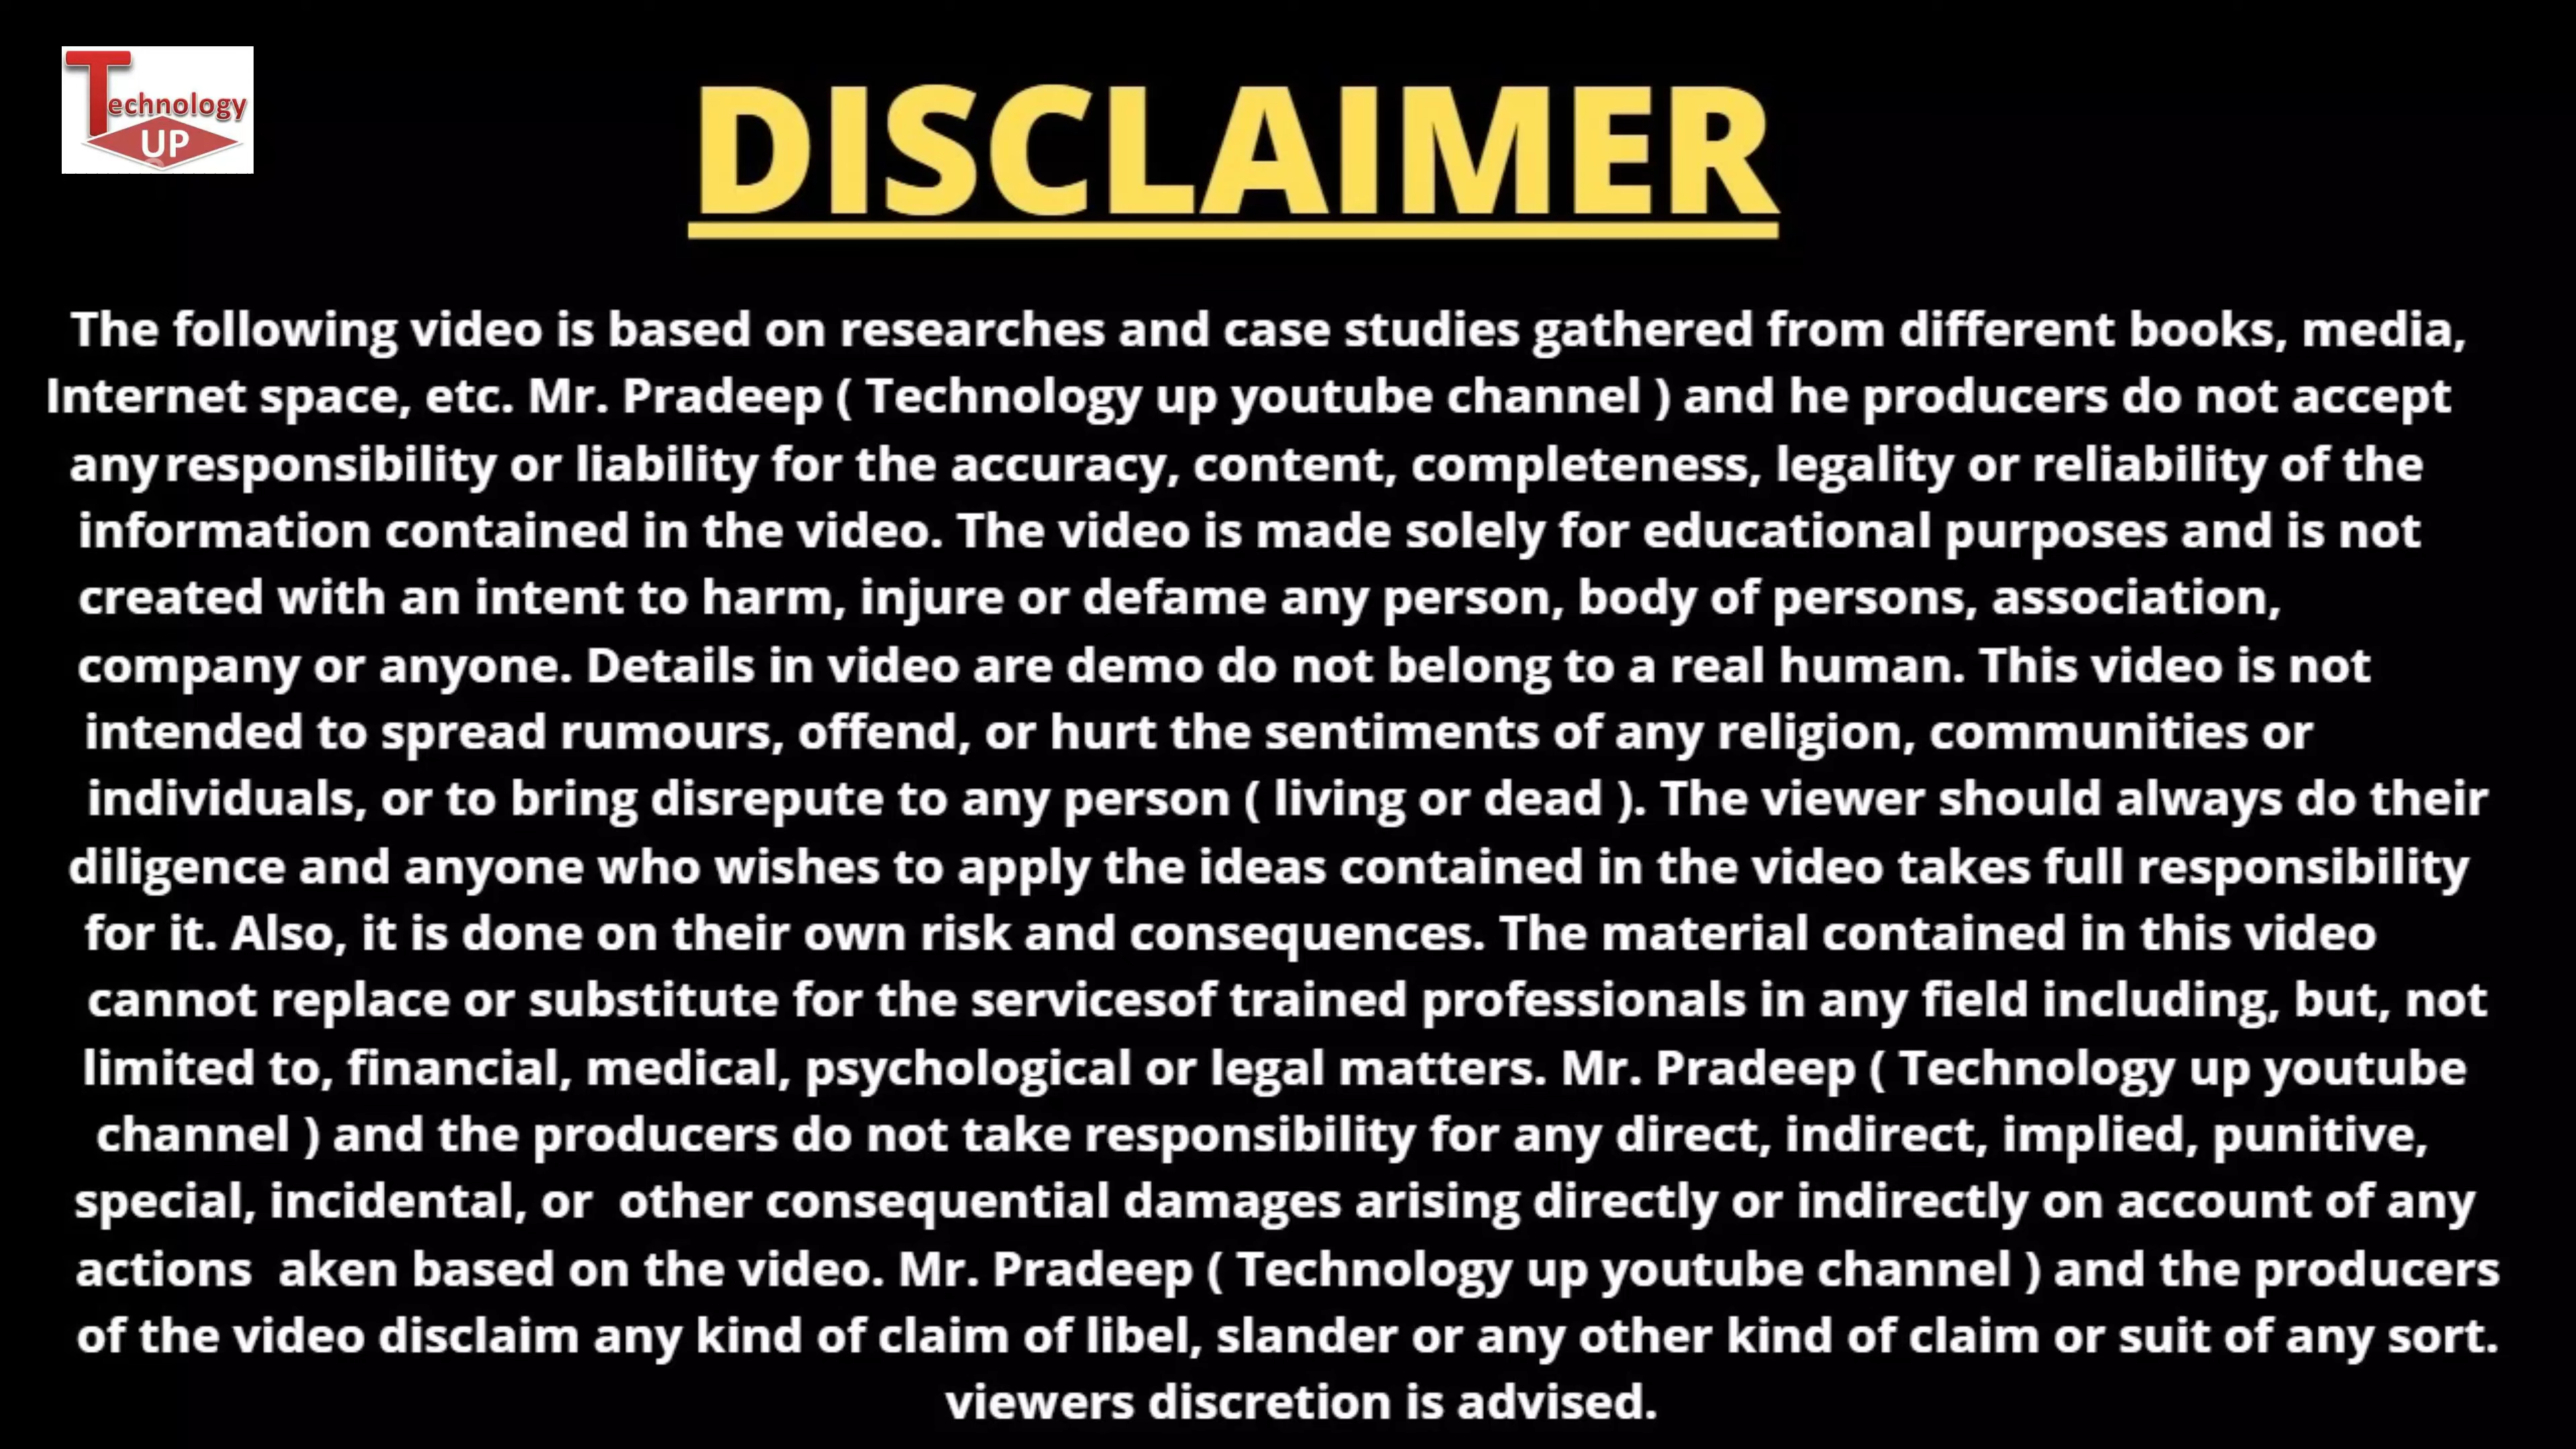 Technology
UP
DISCLAIMER
The following video is based on researches and case studies gathered from different books, media,
Internet space, etc. Mr. Pradeep ( Technology up youtube channel ) and he producers do not accept
any responsibility or liability for the accuracy, content, completeness, legality or reliability of the
information contained in the video. The video is made solely for educational purposes and is not
created with an intent to harm, injure or defame any person, body of persons, association,
company or anyone. Details in video are demo do not belong to a real human. This video is not
intended to spread rumours, offend, or hurt the sentiments of any religion, communities or
individuals, or to bring disrepute to any person ( living or dead ). The viewer should always do their
diligence and anyone who wishes to apply the ideas contained in the video takes full responsibility
for it. Also, it is done on their own risk and consequences. The material contained in this video
cannot replace or substitute for the servicesof trained professionals in any field including, but, not
limited to, financial, medical, psychological or legal matters. Mr. Pradeep ( Technology up youtube
channel ) and the producers do not take responsibility for any direct, indirect, implied, punitive,
special, incidental, or other consequential damages arising directly or indirectly on account of any
actions aken based on the video. Mr. Pradeep ( Technology up youtube channel ) and the producers
of the video disclaim any kind of claim of libel, slander or any other kind of claim or suit of any sort.
viewers discretion is advised.